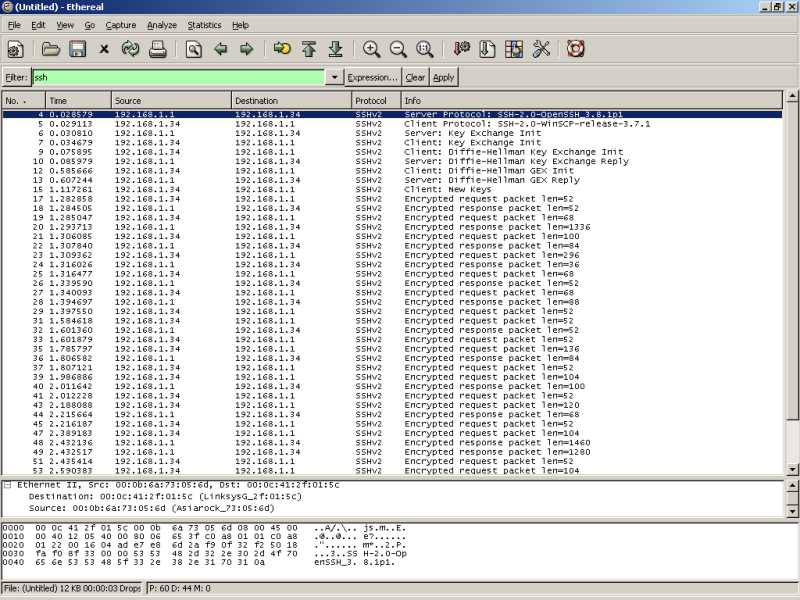 (Untitled) - Ethereal
File Edit View Go Capture Analyze Statistics Help
Filter: ssh Expression... Clear Apply
No. . Time Source Destination Protocol Info
4 0.028579 192.168.1.1 192.168.1.34 SSHv2 Server Protocol: SSH-2.0-OpenSSH_3.8.1p1
5 0.029113 192.168.1.34 192.168.1.1 SSHv2 Client Protocol: SSH-2.0-WinSCP-release-3.7.1
6 0.030810 192.168.1.1 192.168.1.34 SSHv2 Server: Key Exchange Init
7 0.034679 192.168.1.34 192.168.1.1 SSHv2 Client: Key Exchange Init
9 0.075895 192.168.1.34 192.168.1.1 SSHv2 Client: Diffie-Hellman Key Exchange Init
10 0.085979 192.168.1.1 192.168.1.34 SSHv2 Server: Diffie-Hellman Key Exchange Reply
12 0.585666 192.168.1.34 192.168.1.1 SSHv2 Client: Diffie-Hellman GEX Init
13 0.607244 192.168.1.1 192.168.1.34 SSHv2 Server: Diffie-Hellman GEX Reply
15 1.117261 192.168.1.34 192.168.1.1 SSHv2 Client: New Keys
17 1.282858 192.168.1.34 192.168.1.1 SSHv2 Encrypted request packet len=52
18 1.284505 192.168.1.1 192.168.1.34 SSHv2 Encrypted response packet len=52
19 1.285047 192.168.1.34 192.168.1.1 SSHv2 Encrypted request packet len=68
20 1.293713 192.168.1.1 192.168.1.34 SSHv2 Encrypted response packet len=1336
21 1.306085 192.168.1.34 192.168.1.1 SSHv2 Encrypted request packet len=100
22 1.307840 192.168.1.1 192.168.1.34 SSHv2 Encrypted response packet len=84
23 1.309362 192.168.1.34 192.168.1.1 SSHv2 Encrypted request packet len=296
24 1.316026 192.168.1.1 192.168.1.34 SSHv2 Encrypted response packet len=36
25 1.316477 192.168.1.34 192.168.1.1 SSHv2 Encrypted request packet len=68
26 1.339590 192.168.1.1 192.168.1.34 SSHv2 Encrypted response packet len=52
27 1.340093 192.168.1.34 192.168.1.1 SSHv2 Encrypted request packet len=68
28 1.394697 192.168.1.1 192.168.1.34 SSHv2 Encrypted response packet len=88
29 1.397550 192.168.1.34 192.168.1.1 SSHv2 Encrypted request packet len=52
31 1.584618 192.168.1.34 192.168.1.1 SSHv2 Encrypted request packet len=52
32 1.601360 192.168.1.1 192.168.1.34 SSHv2 Encrypted response packet len=52
33 1.601879 192.168.1.34 192.168.1.1 SSHv2 Encrypted request packet len=52
35 1.785797 192.168.1.34 192.168.1.1 SSHv2 Encrypted request packet len=136
36 1.806582 192.168.1.1 192.168.1.34 SSHv2 Encrypted response packet len=84
37 1.807121 192.168.1.34 192.168.1.1 SSHv2 Encrypted request packet len=52
39 1.986886 192.168.1.34 192.168.1.1 SSHv2 Encrypted request packet len=104
40 2.011642 192.168.1.1 192.168.1.34 SSHv2 Encrypted response packet len=100
41 2.012228 192.168.1.34 192.168.1.1 SSHv2 Encrypted request packet len=52
43 2.188088 192.168.1.34 192.168.1.1 SSHv2 Encrypted request packet len=120
44 2.215664 192.168.1.1 192.168.1.34 SSHv2 Encrypted response packet len=68
45 2.216187 192.168.1.34 192.168.1.1 SSHv2 Encrypted request packet len=52
47 2.389183 192.168.1.34 192.168.1.1 SSHv2 Encrypted request packet len=104
48 2.432136 192.168.1.1 192.168.1.34 SSHv2 Encrypted response packet len=1460
49 2.432517 192.168.1.1 192.168.1.34 SSHv2 Encrypted response packet len=1280
51 2.435414 192.168.1.34 192.168.1.1 SSHv2 Encrypted request packet len=52
53 2.590383 192.168.1.34 192.168.1.1 SSHv2 Encrypted request packet len=104
Ethernet II, Src: 00:0b:6a:73:05:6d, Dst: 00:0c:41:2f:01:5c
Destination: 00:0c:41:2f:01:5c (LinksysG_2f:01:5c)
Source: 00:0b:6a:73:05:6d (Asiarock_73:05:6d)
0000 00 0c 41 2f 01 5c 00 0b 6a 73 05 6d 08 00 45 00 ..A/.\.. js.m..E.
0010 00 40 12 05 40 00 80 06 65 3f c0 a8 01 01 c0 a8 .@..@... e?......
0020 01 22 00 16 04 ad e7 e8 6d 2a f9 0f 32 f2 50 18 ."...... m*..2.P.
0030 fa f0 8f 33 00 00 53 53 48 2d 32 2e 30 2d 4f 70 ...3..SS H-2.0-Op
0040 65 6e 53 53 48 5f 33 2e 38 2e 31 70 31 0a enSSH_3. 8.1p1.
File: (Untitled) 12 KB 00:00:03 Drops P: 60 D: 44 M: 0